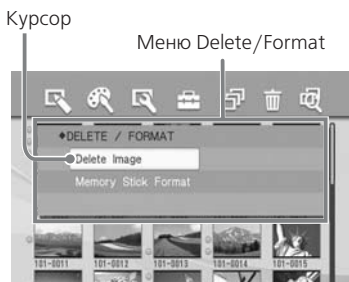 Курсор
Меню Delete/Format
◆DELETE / FORMAT
Delete Image
Memory Stick Format
101-0011 101-0012 101-0013 101-0014 101-0015